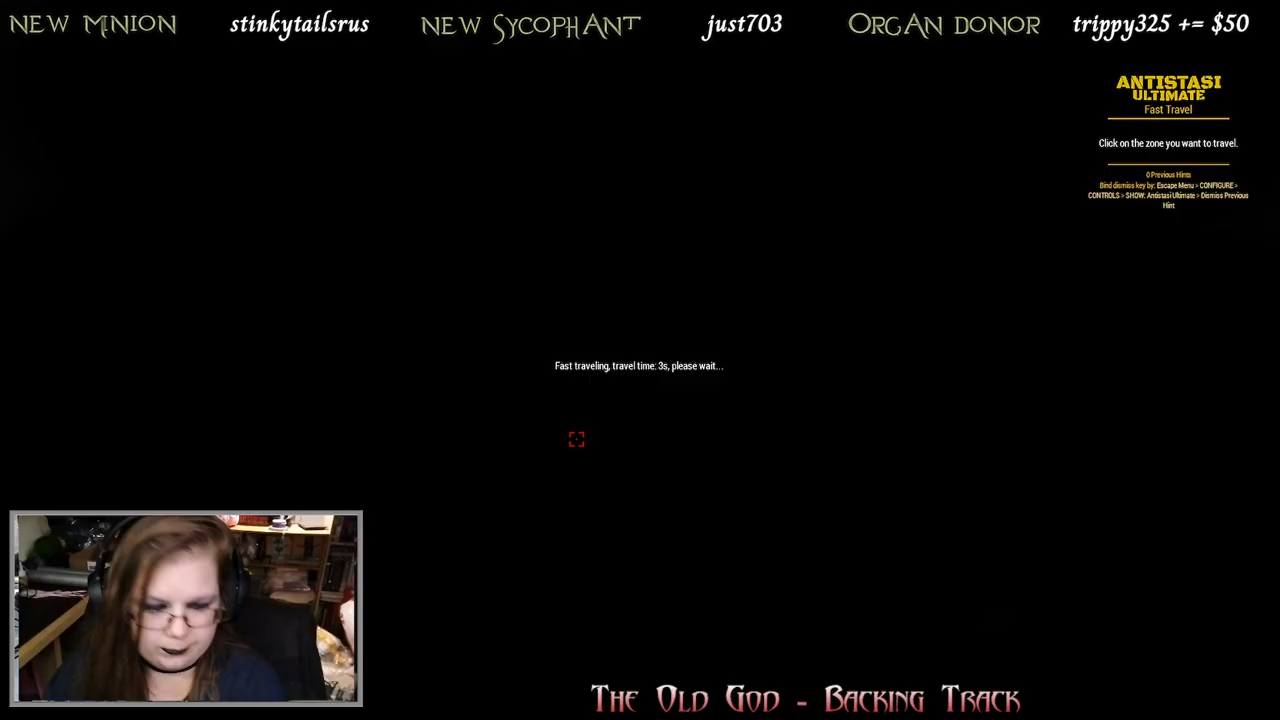 NEW MINION stinkytailsrus NEW SYCOPHANT just703 ORGAN DONOR trippy325 += $50
ANTISTASI
ULTIMATE
Fast Travel
Click on the zone you want to travel.
0 Previous Hints
Bind dismiss key by: Escape Menu > CONFIGURE >
CONTROLS > SHOW: Antistasi Ultimate > Dismiss Previous
Hint
Fast traveling, travel time: 3s, please wait...
THE OLD GOD - BACKING TRACK